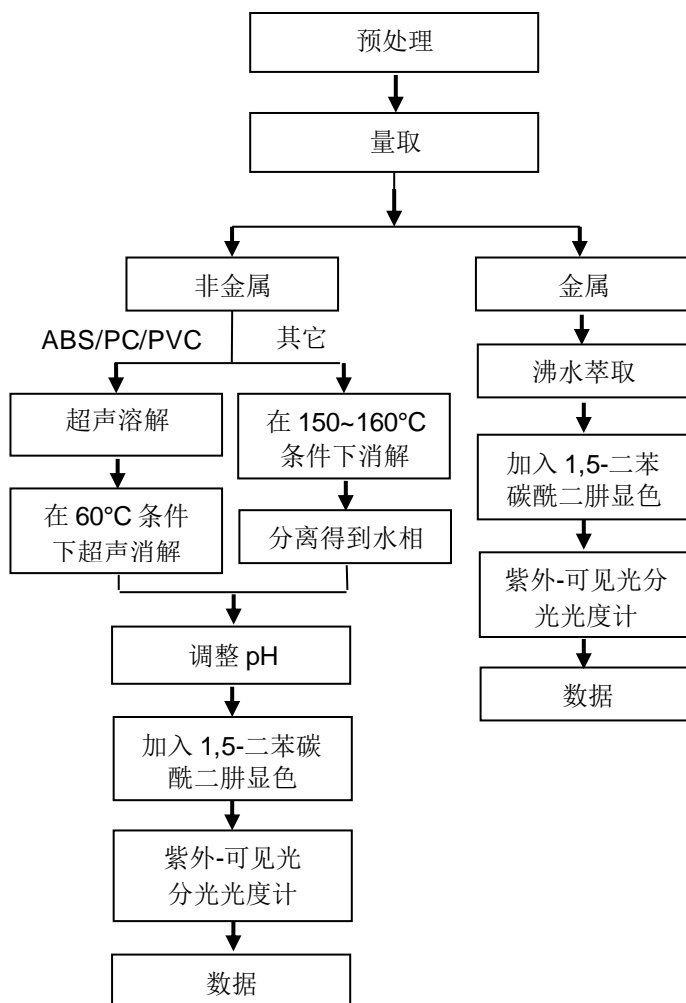 预处理
量取
非金属
金属
ABS/PC/PVC
其它
沸水萃取
超声溶解
在 150~160°C
条件下消解
加入 1,5-二苯
碳酰二肼显色
在 60°C 条件
下超声消解
分离得到水相
紫外-可见光分
光光度计
调整 pH
数据
加入 1,5-二苯碳
酰二肼显色
紫外-可见光
分光光度计
数据